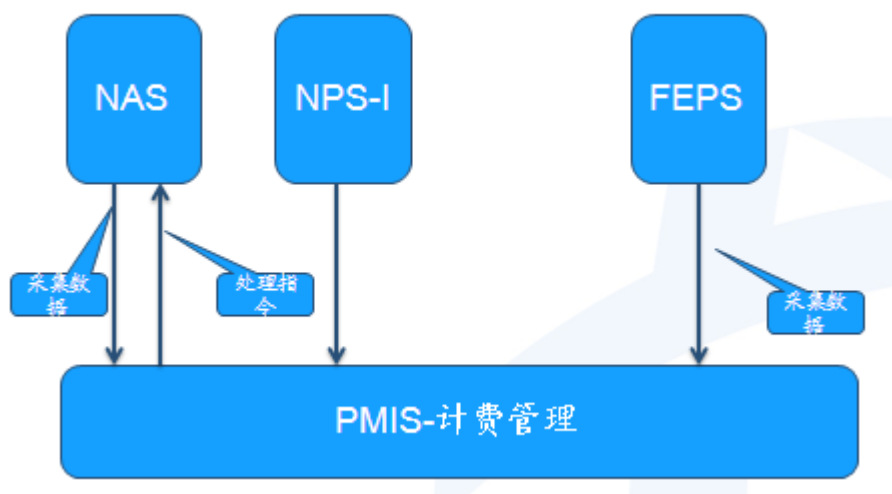 NAS
NPS-I
FEPS
采集数
据
处理指
令
采集数
据
PMIS-计费管理